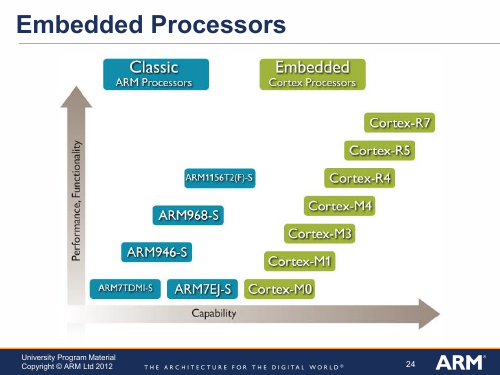 Embedded Processors
Classic
ARM Processors
Embedded
Cortex Processors
Cortex-R7
Cortex-R5
ARM1156T2(F)-S
Cortex-R4
ARM968-S
Cortex-M4
Cortex-M3
ARM946-S
Cortex-M1
ARM7TDMI-S
ARM7EJ-S
Cortex-M0
Performance, Functionality
Capability
University Program Material
Copyright © ARM Ltd 2012
THE ARCHITECTURE FOR THE DIGITAL WORLD®
24
ARM®